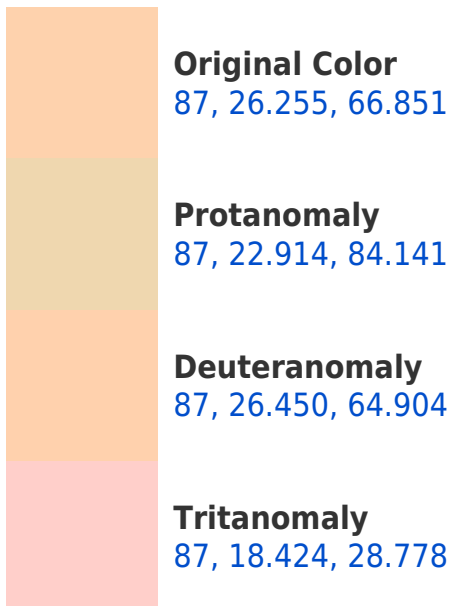 Original Color
87, 26.255, 66.851
Protanomaly
87, 22.914, 84.141
Deuteranomaly
87, 26.450, 64.904
Tritanomaly
87, 18.424, 28.778